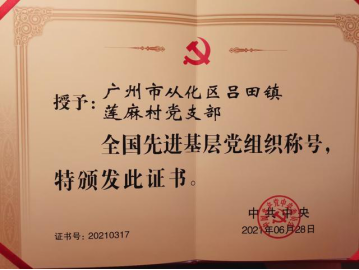 授予:广州市从化区吕田镇
莲麻村党支部
全国先进基层党组织称号，
特颁发此证书。
中共中央
2021年06月28日
证书号：20210317